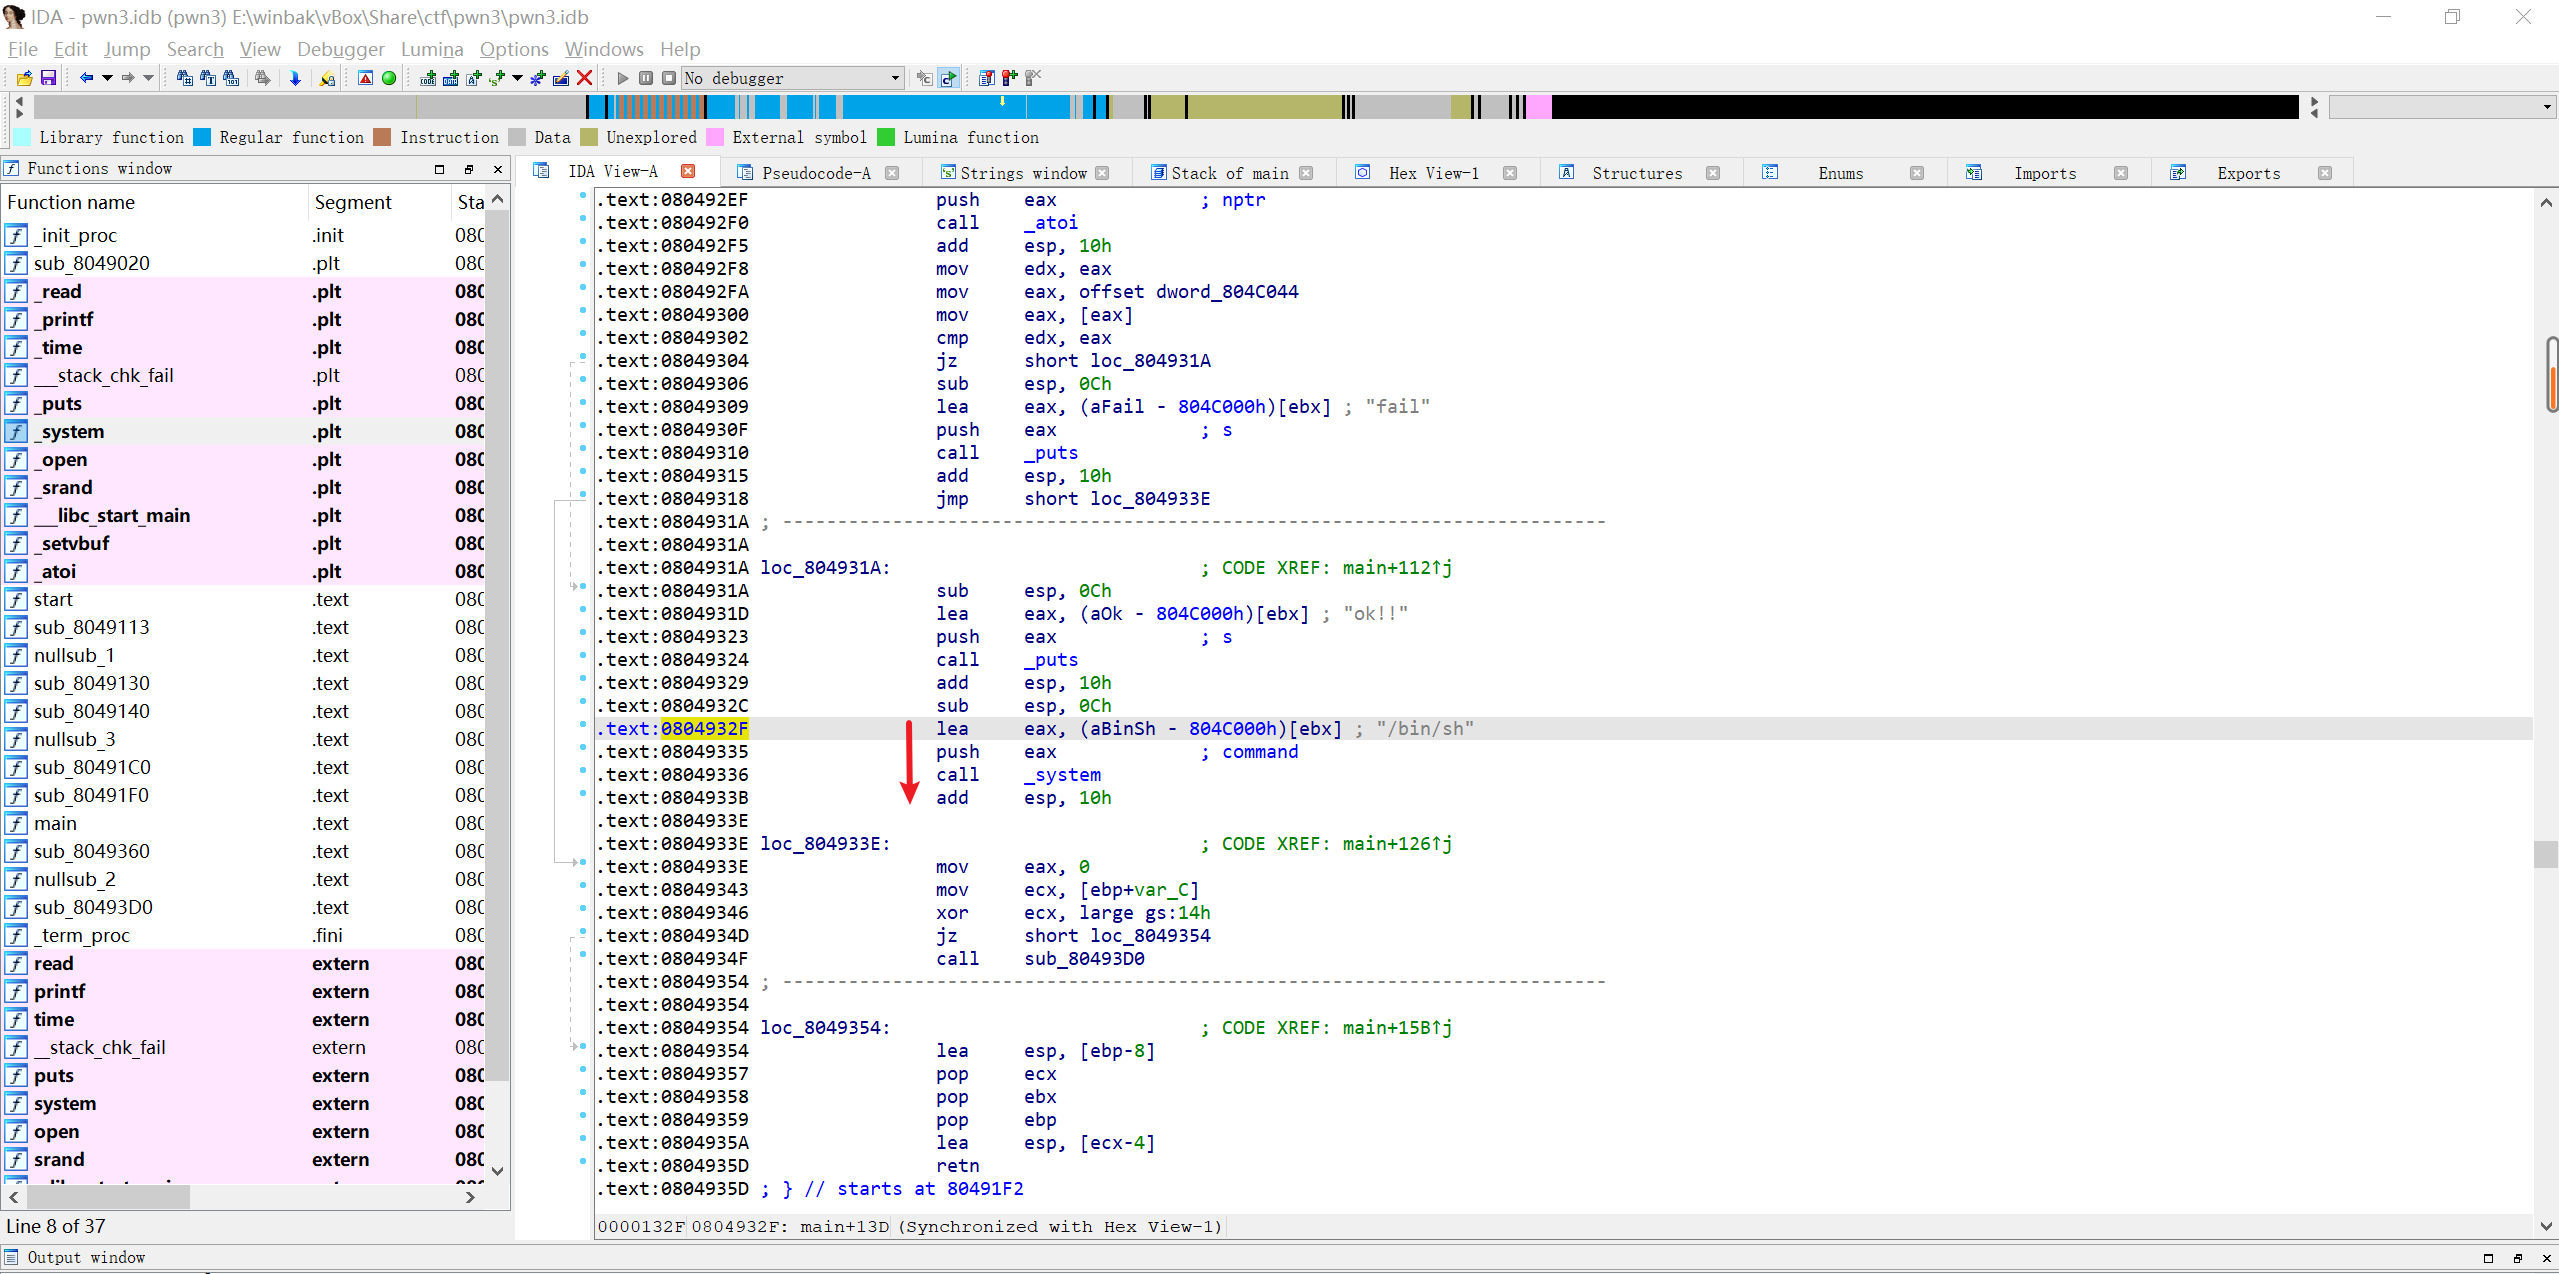 IDA - pwn3.idb (pwn3) E:\winbak\vBox\Share\ctf\pwn3\pwn3.idb
File Edit Jump Search View Debugger Lumina Options Windows Help
No debugger
Library function Regular function Instruction Data Unexplored External symbol Lumina function
Functions window
IDA View-A Pseudocode-A Strings window Stack of main Hex View-1 Structures Enums Imports Exports
Function name Segment Sta
_init_proc .init 080
sub_8049020 .plt 080
_read .plt 080
_printf .plt 080
_time .plt 080
___stack_chk_fail .plt 080
_puts .plt 080
_system .plt 080
_open .plt 080
_srand .plt 080
___libc_start_main .plt 080
_setvbuf .plt 080
_atoi .plt 080
start .text 080
sub_8049113 .text 080
nullsub_1 .text 080
sub_8049130 .text 080
sub_8049140 .text 080
nullsub_3 .text 080
sub_80491C0 .text 080
sub_80491F0 .text 080
main .text 080
sub_8049360 .text 080
nullsub_2 .text 080
sub_80493D0 .text 080
_term_proc .fini 080
read extern 080
printf extern 080
time extern 080
__stack_chk_fail extern 080
puts extern 080
system extern 080
open extern 080
srand extern 080
Line 8 of 37
.text:080492EF push eax ; nptr
.text:080492F0 call _atoi
.text:080492F5 add esp, 10h
.text:080492F8 mov edx, eax
.text:080492FA mov eax, offset dword_804C044
.text:08049300 mov eax, [eax]
.text:08049302 cmp edx, eax
.text:08049304 jz short loc_804931A
.text:08049306 sub esp, 0Ch
.text:08049309 lea eax, (aFail - 804C000h)[ebx] ; "fail"
.text:0804930F push eax ; s
.text:08049310 call _puts
.text:08049315 add esp, 10h
.text:08049318 jmp short loc_804933E
.text:0804931A ; ---------------------------------------------------------------------------
.text:0804931A
.text:0804931A loc_804931A: ; CODE XREF: main+112↑j
.text:0804931A sub esp, 0Ch
.text:0804931D lea eax, (aOk - 804C000h)[ebx] ; "ok!!"
.text:08049323 push eax ; s
.text:08049324 call _puts
.text:08049329 add esp, 10h
.text:0804932C sub esp, 0Ch
.text:0804932F lea eax, (aBinSh - 804C000h)[ebx] ; "/bin/sh"
.text:08049335 push eax ; command
.text:08049336 call _system
.text:0804933B add esp, 10h
.text:0804933E
.text:0804933E loc_804933E: ; CODE XREF: main+126↑j
.text:0804933E mov eax, 0
.text:08049343 mov ecx, [ebp+var_C]
.text:08049346 xor ecx, large gs:14h
.text:0804934D jz short loc_8049354
.text:0804934F call sub_80493D0
.text:08049354 ; ---------------------------------------------------------------------------
.text:08049354
.text:08049354 loc_8049354: ; CODE XREF: main+15B↑j
.text:08049354 lea esp, [ebp-8]
.text:08049357 pop ecx
.text:08049358 pop ebx
.text:08049359 pop ebp
.text:0804935A lea esp, [ecx-4]
.text:0804935D retn
.text:0804935D ; } // starts at 80491F2
0000132F 0804932F: main+13D (Synchronized with Hex View-1)
Output window